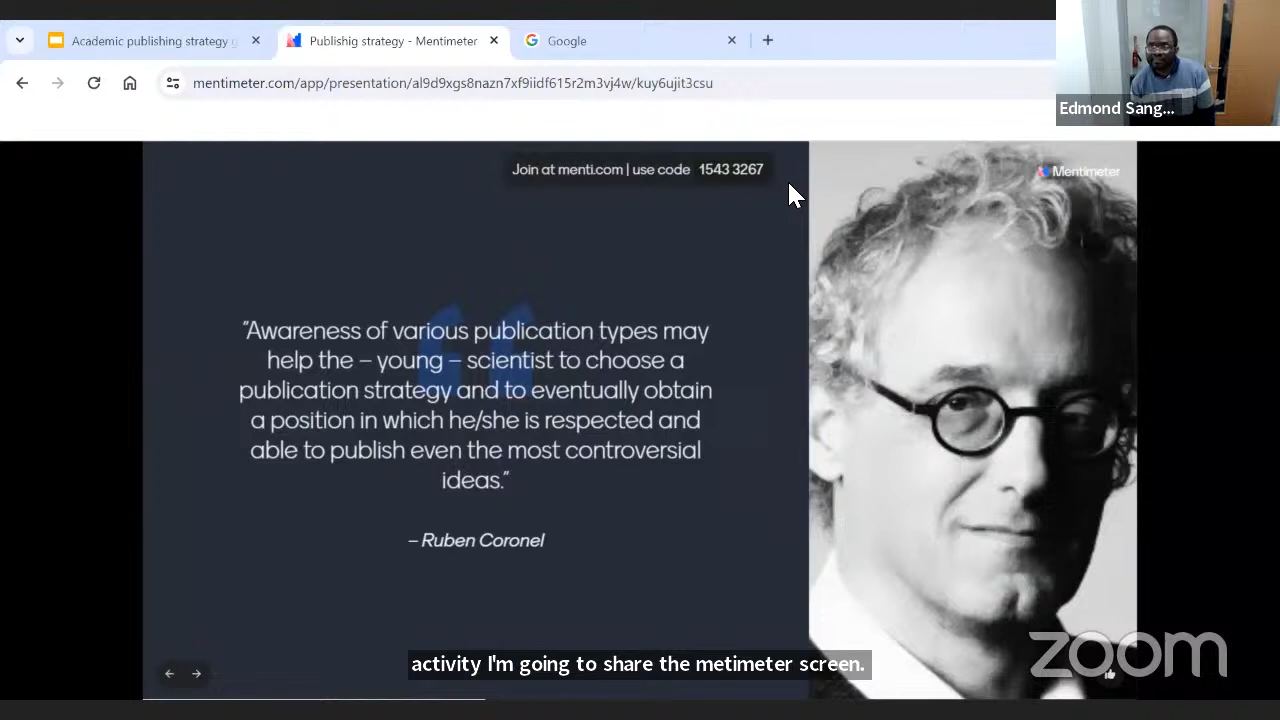 Academic publishing strategy g
Publishig strategy - Mentimeter
Google
mentimeter.com/app/presentation/al9d9xgs8nazn7xf9iidf615r2m3vj4w/kuy6ujit3csu
Edmond Sang...
Join at menti.com | use code 1543 3267
Mentimeter
"Awareness of various publication types may
help the – young – scientist to choose a
publication strategy and to eventually obtain
a position in which he/she is respected and
able to publish even the most controversial
ideas."
– Ruben Coronel
activity I'm going to share the metimeter screen.
zoom